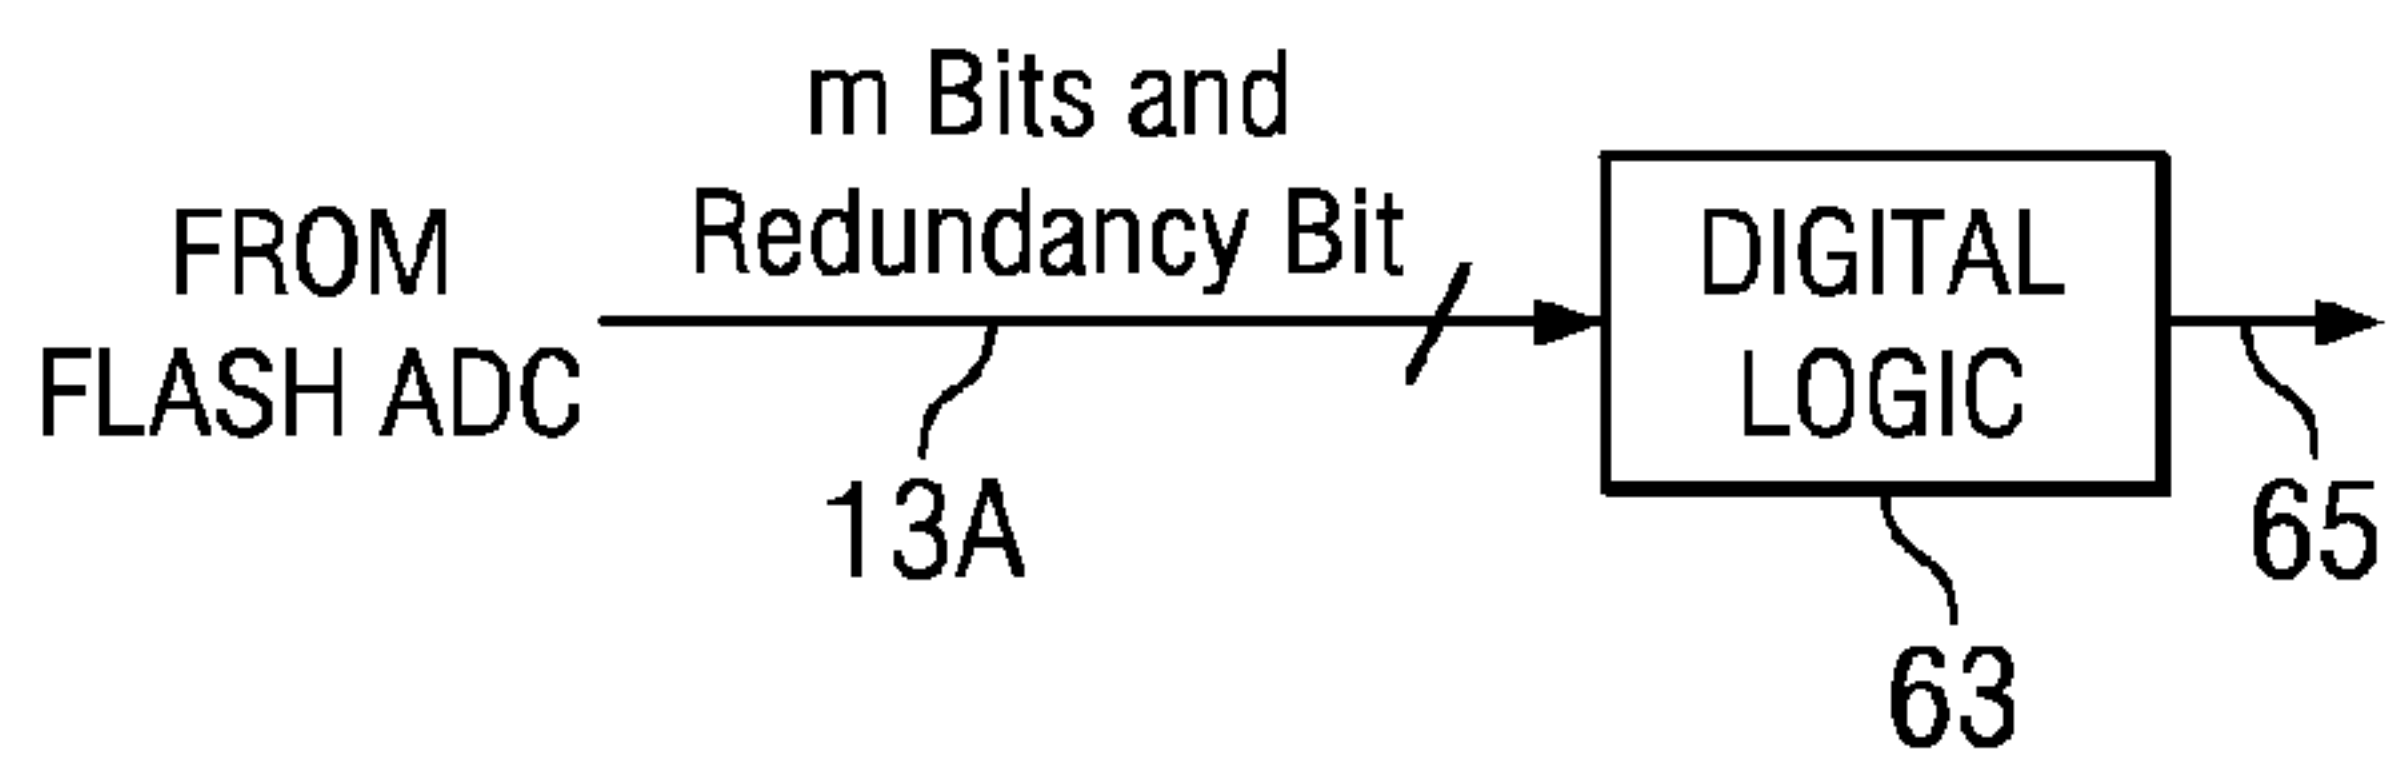 m Bits and
Redundancy Bit
FROM
FLASH ADC
DIGITAL
LOGIC
13A
65
63